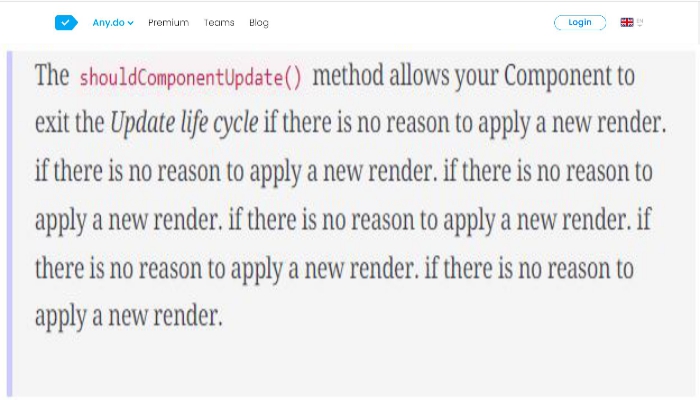 Any.do Premium Teams Blog Login
The shouldComponentUpdate() method allows your Component to
exit the Update life cycle if there is no reason to apply a new render.
if there is no reason to apply a new render. if there is no reason to
apply a new render. if there is no reason to apply a new render. if
there is no reason to apply a new render. if there is no reason to
apply a new render.